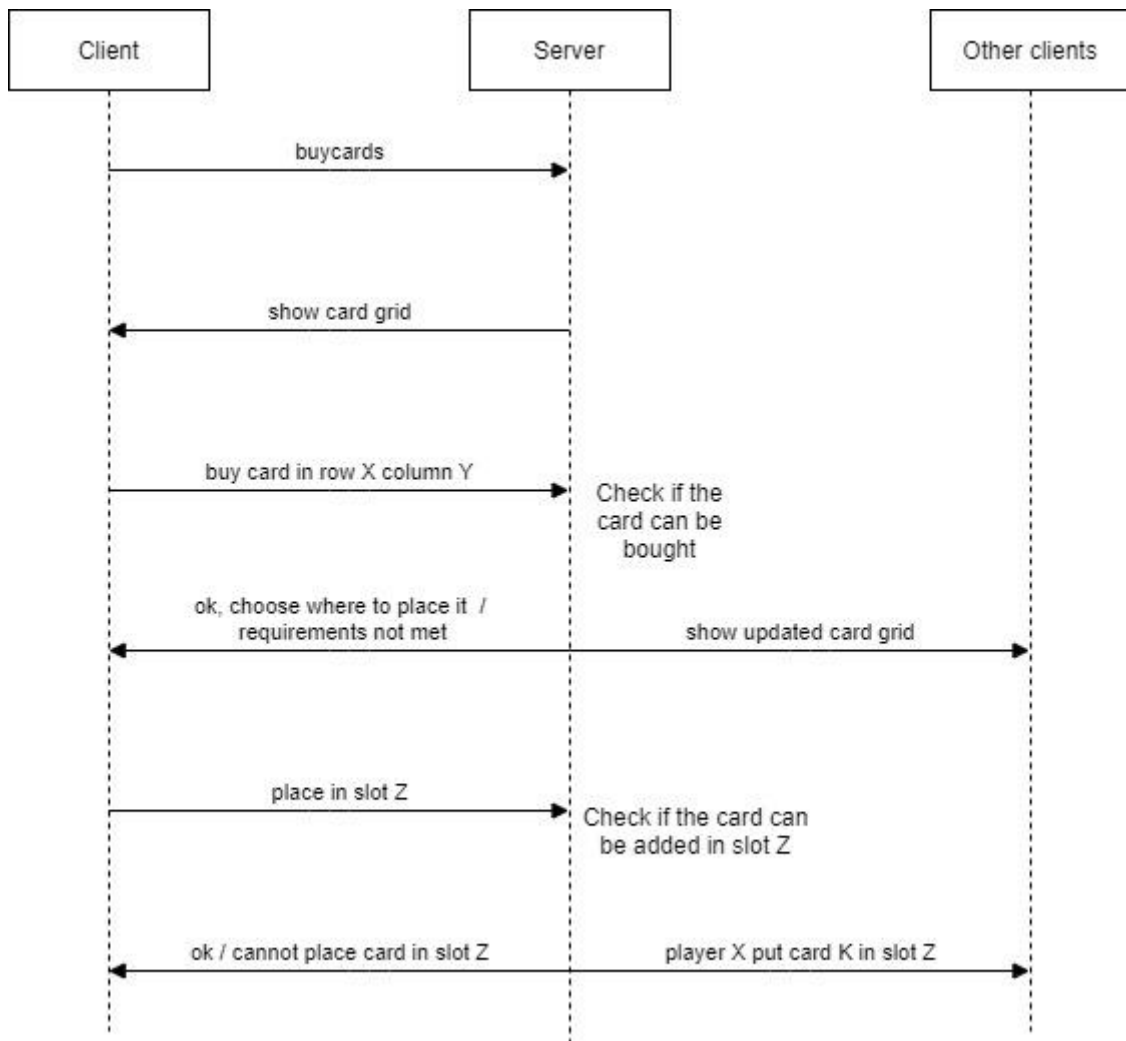 Client
Server
Other clients
buycards
show card grid
buy card in row X column Y
Check if the
card can be
bought
ok, choose where to place it /
requirements not met
show updated card grid
place in slot Z
Check if the card can
be added in slot Z
ok / cannot place card in slot Z
player X put card K in slot Z